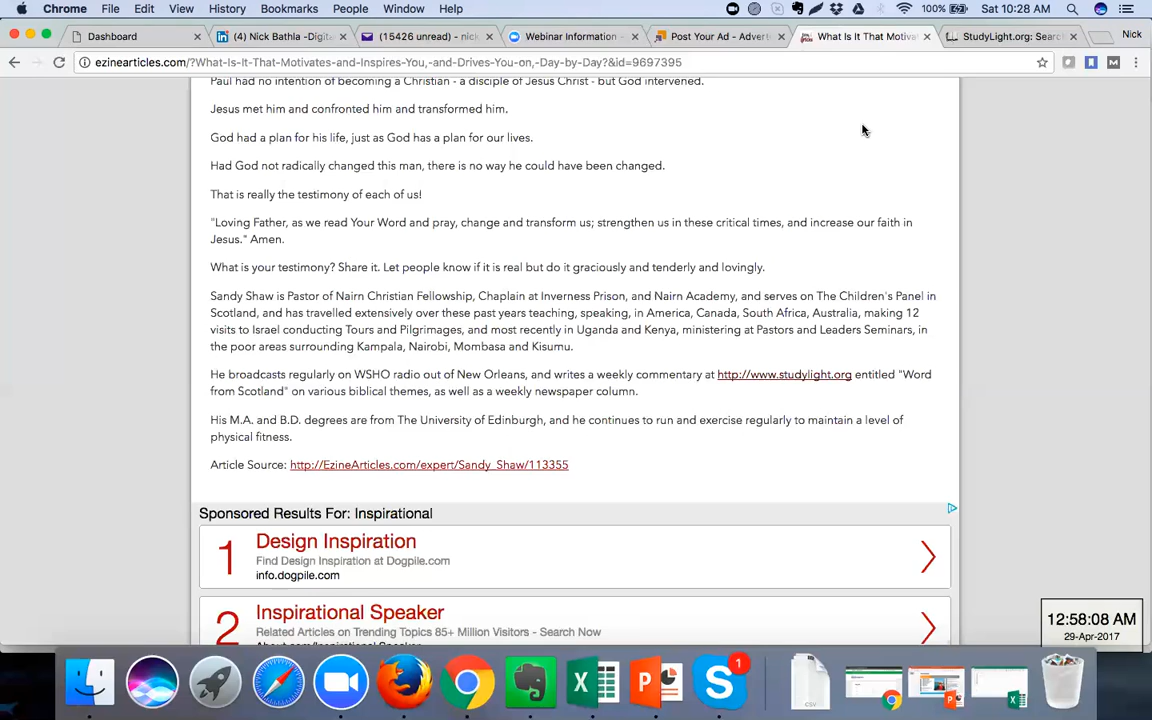 Chrome File Edit View History Bookmarks People Window Help 100% Sat 10:28 AM
Dashboard (4) Nick Bathla -Digita (15426 unread) - nick Webinar Information - Post Your Ad - Adverti What Is It That Motivat StudyLight.org: Searc Nick
ezinearticles.com/?What-Is-It-That-Motivates-and-Inspires-You,-and-Drives-You-on,-Day-by-Day?&id=9697395
Paul had no intention of becoming a Christian - a disciple of Jesus Christ - but God intervened.
Jesus met him and confronted him and transformed him.
God had a plan for his life, just as God has a plan for our lives.
Had God not radically changed this man, there is no way he could have been changed.
That is really the testimony of each of us!
"Loving Father, as we read Your Word and pray, change and transform us; strengthen us in these critical times, and increase our faith in
Jesus." Amen.
What is your testimony? Share it. Let people know if it is real but do it graciously and tenderly and lovingly.
Sandy Shaw is Pastor of Nairn Christian Fellowship, Chaplain at Inverness Prison, and Nairn Academy, and serves on The Children's Panel in
Scotland, and has travelled extensively over these past years teaching, speaking, in America, Canada, South Africa, Australia, making 12
visits to Israel conducting Tours and Pilgrimages, and most recently in Uganda and Kenya, ministering at Pastors and Leaders Seminars, in
the poor areas surrounding Kampala, Nairobi, Mombasa and Kisumu.
He broadcasts regularly on WSHO radio out of New Orleans, and writes a weekly commentary at http://www.studylight.org entitled "Word
from Scotland" on various biblical themes, as well as a weekly newspaper column.
His M.A. and B.D. degrees are from The University of Edinburgh, and he continues to run and exercise regularly to maintain a level of
physical fitness.
Article Source: http://EzineArticles.com/expert/Sandy_Shaw/113355
Sponsored Results For: Inspirational
1 Design Inspiration
Find Design Inspiration at Dogpile.com
info.dogpile.com
2 Inspirational Speaker
Related Articles on Trending Topics 85+ Million Visitors - Search Now
12:58:08 AM
29-Apr-2017
1
CSV